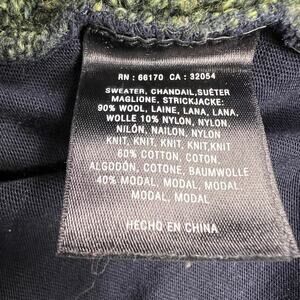 RN : 66170 CA : 32054
SWEATER, CHANDAIL, SUÉTER
MAGLIONE, STRICKJACKE:
90% WOOL, LAINE, LANA, LANA,
WOLLE 10% NYLON, NYLON,
NILÓN, NAILON, NYLON
KNIT, KNIT, KNIT, KNIT, KNIT
60% COTTON, COTON,
ALGODÓN, COTONE, BAUMWOLLE
40% MODAL, MODAL, MODAL,
MODAL, MODAL
HECHO EN CHINA